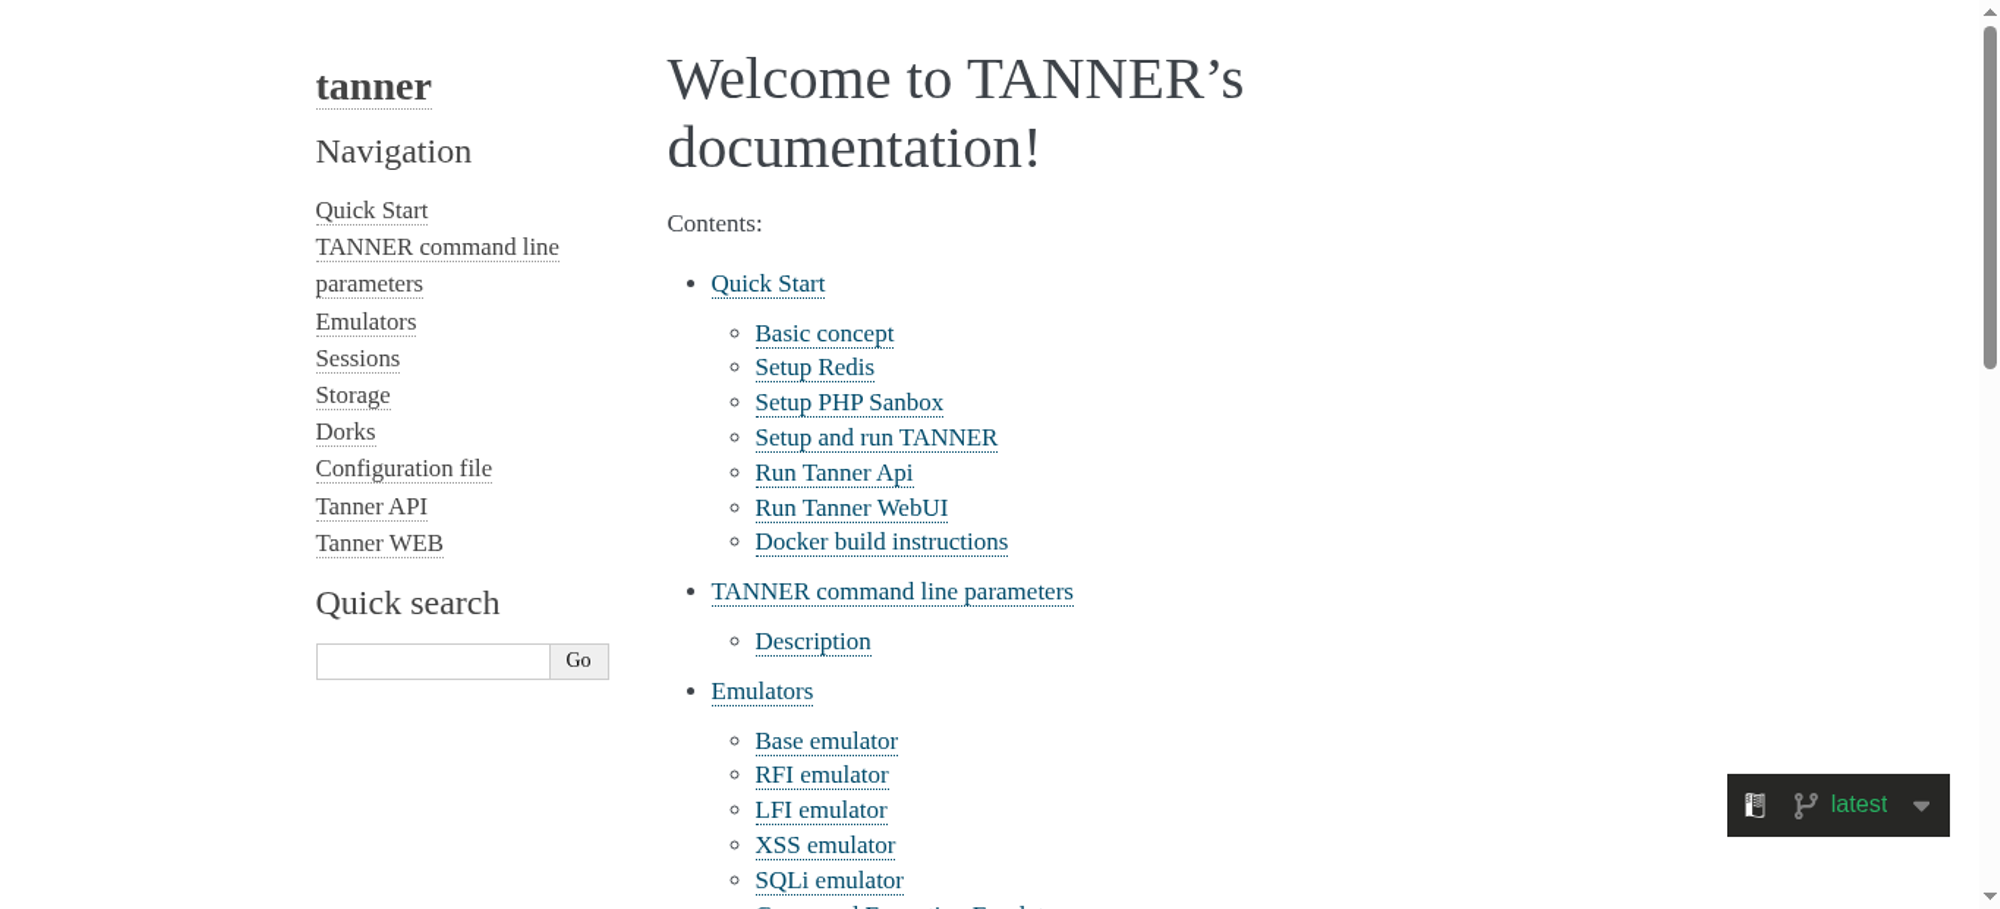 tanner
Navigation
Quick Start
TANNER command line
parameters
Emulators
Sessions
Storage
Dorks
Configuration file
Tanner API
Tanner WEB
Quick search
Go
Welcome to TANNER’s
documentation!
Contents:
Quick Start
Basic concept
Setup Redis
Setup PHP Sanbox
Setup and run TANNER
Run Tanner Api
Run Tanner WebUI
Docker build instructions
TANNER command line parameters
Description
Emulators
Base emulator
RFI emulator
LFI emulator
XSS emulator
SQLi emulator
latest